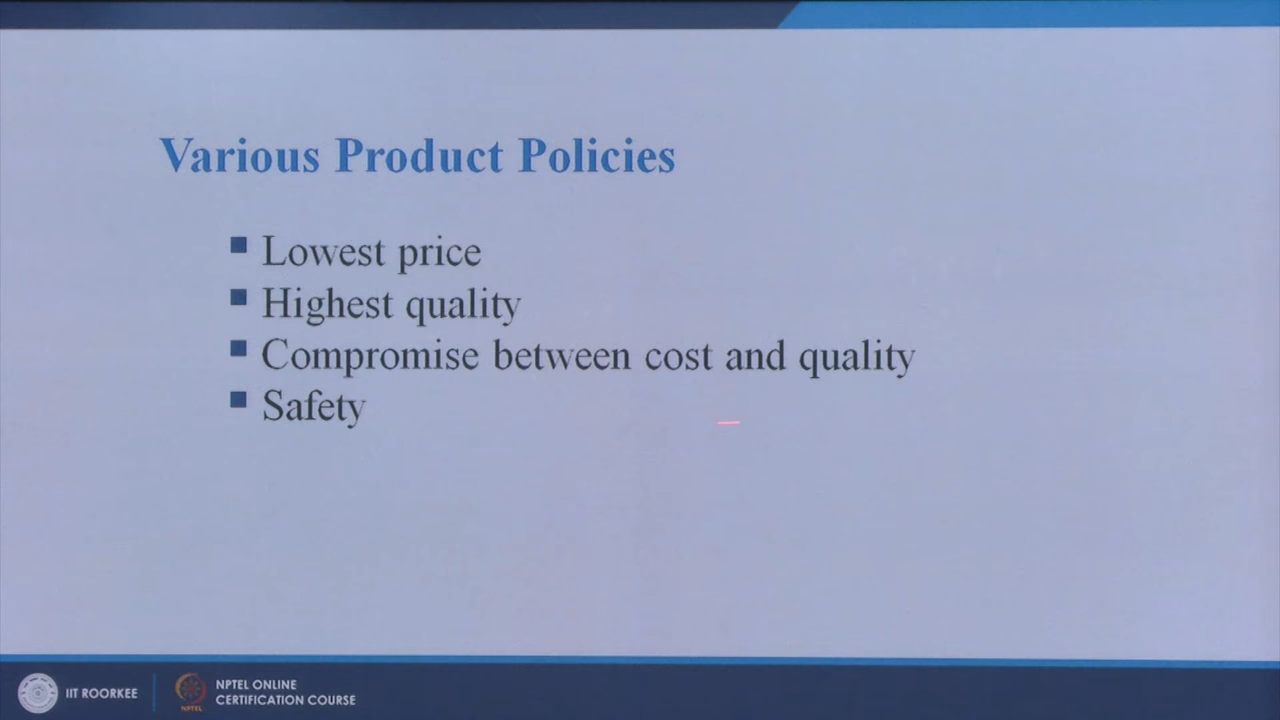 Various Product Policies
Lowest price
Highest quality
Compromise between cost and quality
Safety
IIT ROORKEE
NPTEL ONLINE
CERTIFICATION COURSE
NPTEL